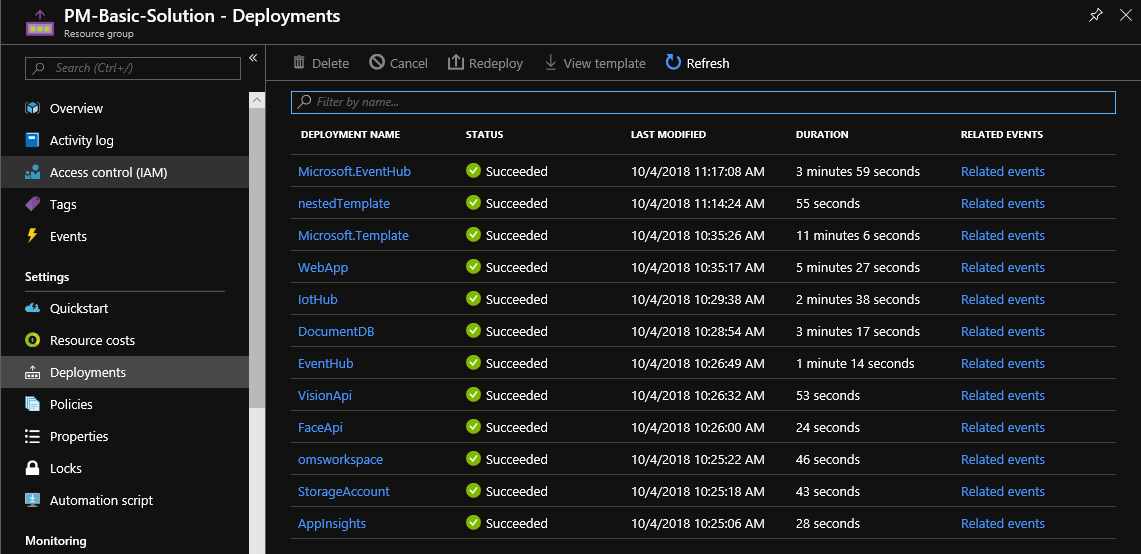 PM-Basic-Solution - Deployments
Resource group
Search (Ctrl+/)
«
Overview
Activity log
Access control (IAM)
Tags
Events
Settings
Quickstart
Resource costs
Deployments
Policies
Properties
Locks
Automation script
Monitoring
Delete Cancel Redeploy View template Refresh
Filter by name...
DEPLOYMENT NAME STATUS LAST MODIFIED DURATION RELATED EVENTS
Microsoft.EventHub Succeeded 10/4/2018 11:17:08 AM 3 minutes 59 seconds Related events
nestedTemplate Succeeded 10/4/2018 11:14:24 AM 55 seconds Related events
Microsoft.Template Succeeded 10/4/2018 10:35:26 AM 11 minutes 6 seconds Related events
WebApp Succeeded 10/4/2018 10:35:17 AM 5 minutes 27 seconds Related events
IotHub Succeeded 10/4/2018 10:29:38 AM 2 minutes 38 seconds Related events
DocumentDB Succeeded 10/4/2018 10:28:54 AM 3 minutes 17 seconds Related events
EventHub Succeeded 10/4/2018 10:26:49 AM 1 minute 14 seconds Related events
VisionApi Succeeded 10/4/2018 10:26:32 AM 53 seconds Related events
FaceApi Succeeded 10/4/2018 10:26:00 AM 24 seconds Related events
omsworkspace Succeeded 10/4/2018 10:25:22 AM 46 seconds Related events
StorageAccount Succeeded 10/4/2018 10:25:18 AM 43 seconds Related events
AppInsights Succeeded 10/4/2018 10:25:06 AM 28 seconds Related events